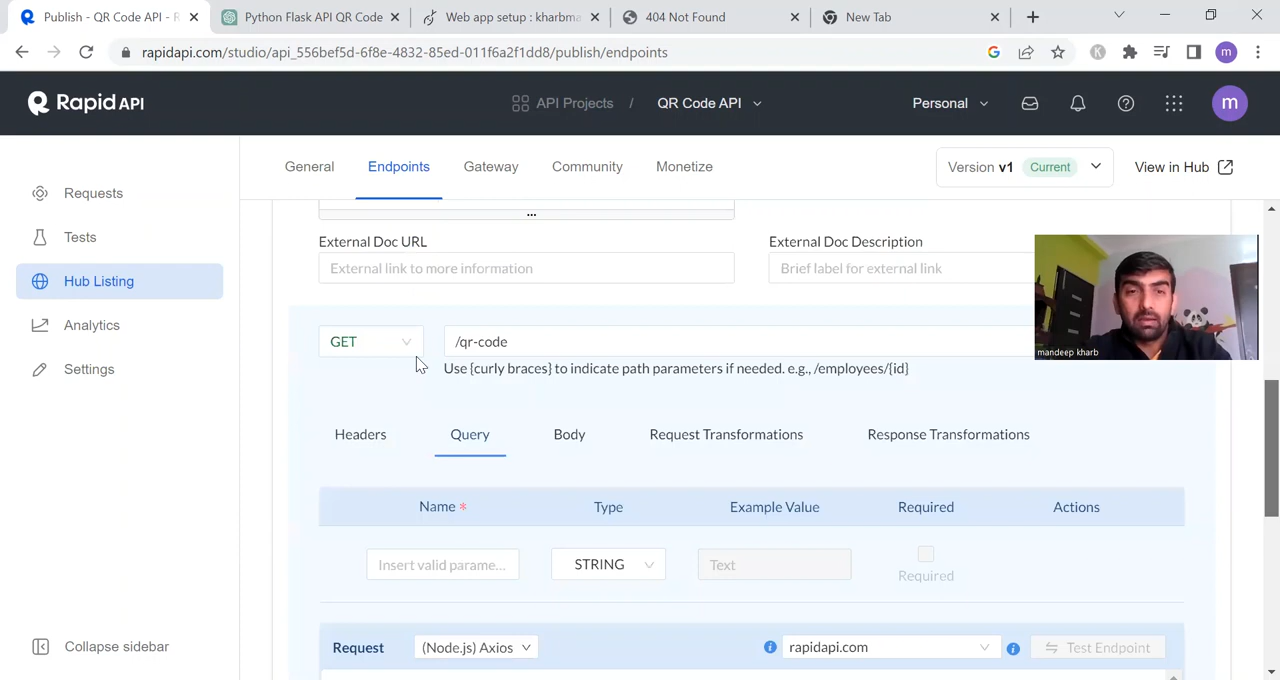 Publish - QR Code API - R
Python Flask API QR Code
Web app setup : kharbma
404 Not Found
New Tab
rapidapi.com/studio/api_556bef5d-6f8e-4832-85ed-011f6a2f1dd8/publish/endpoints
K
m
Rapid API
API Projects / QR Code API
Personal
m
General
Endpoints
Gateway
Community
Monetize
Version v1 Current
View in Hub
Requests
Tests
Hub Listing
Analytics
Settings
Collapse sidebar
...
External Doc URL
External Doc Description
External link to more information
Brief label for external link
mandeep kharb
GET
/qr-code
Use {curly braces} to indicate path parameters if needed. e.g., /employees/{id}
Headers
Query
Body
Request Transformations
Response Transformations
Name *
Type
Example Value
Required
Actions
Insert valid parame...
STRING
Text
Required
Request
(Node.js) Axios
rapidapi.com
Test Endpoint